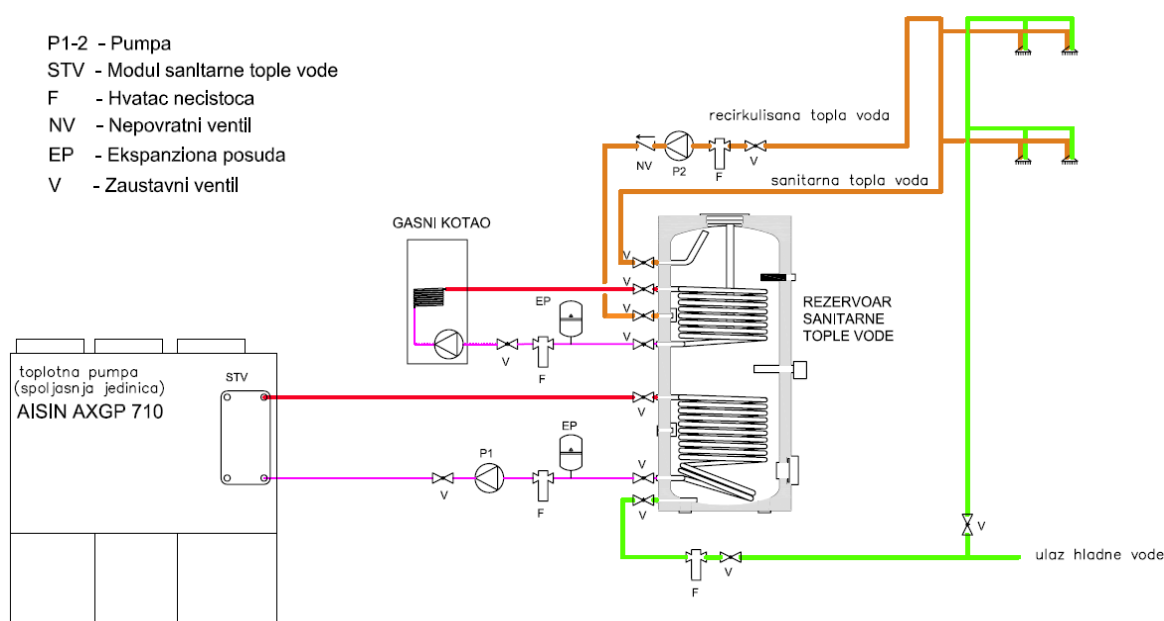 P1-2 - Pumpa
STV - Modul sanitarne tople vode
F - Hvatac necistoca
NV - Nepovratni ventil
EP - Ekspanziona posuda
V - Zaustavni ventil
recirkulisana topla voda
NV
P2
F
V
sanitarna topla voda
GASNI KOTAO
V
V
EP
V
V
V
F
REZERVOAR
SANITARNE
TOPLE VODE
toplotna pumpa
(spoljasnja jedinica)
AISIN AXGP 710
STV
V
EP
P1
V
V
F
V
V
ulaz hladne vode
F
V